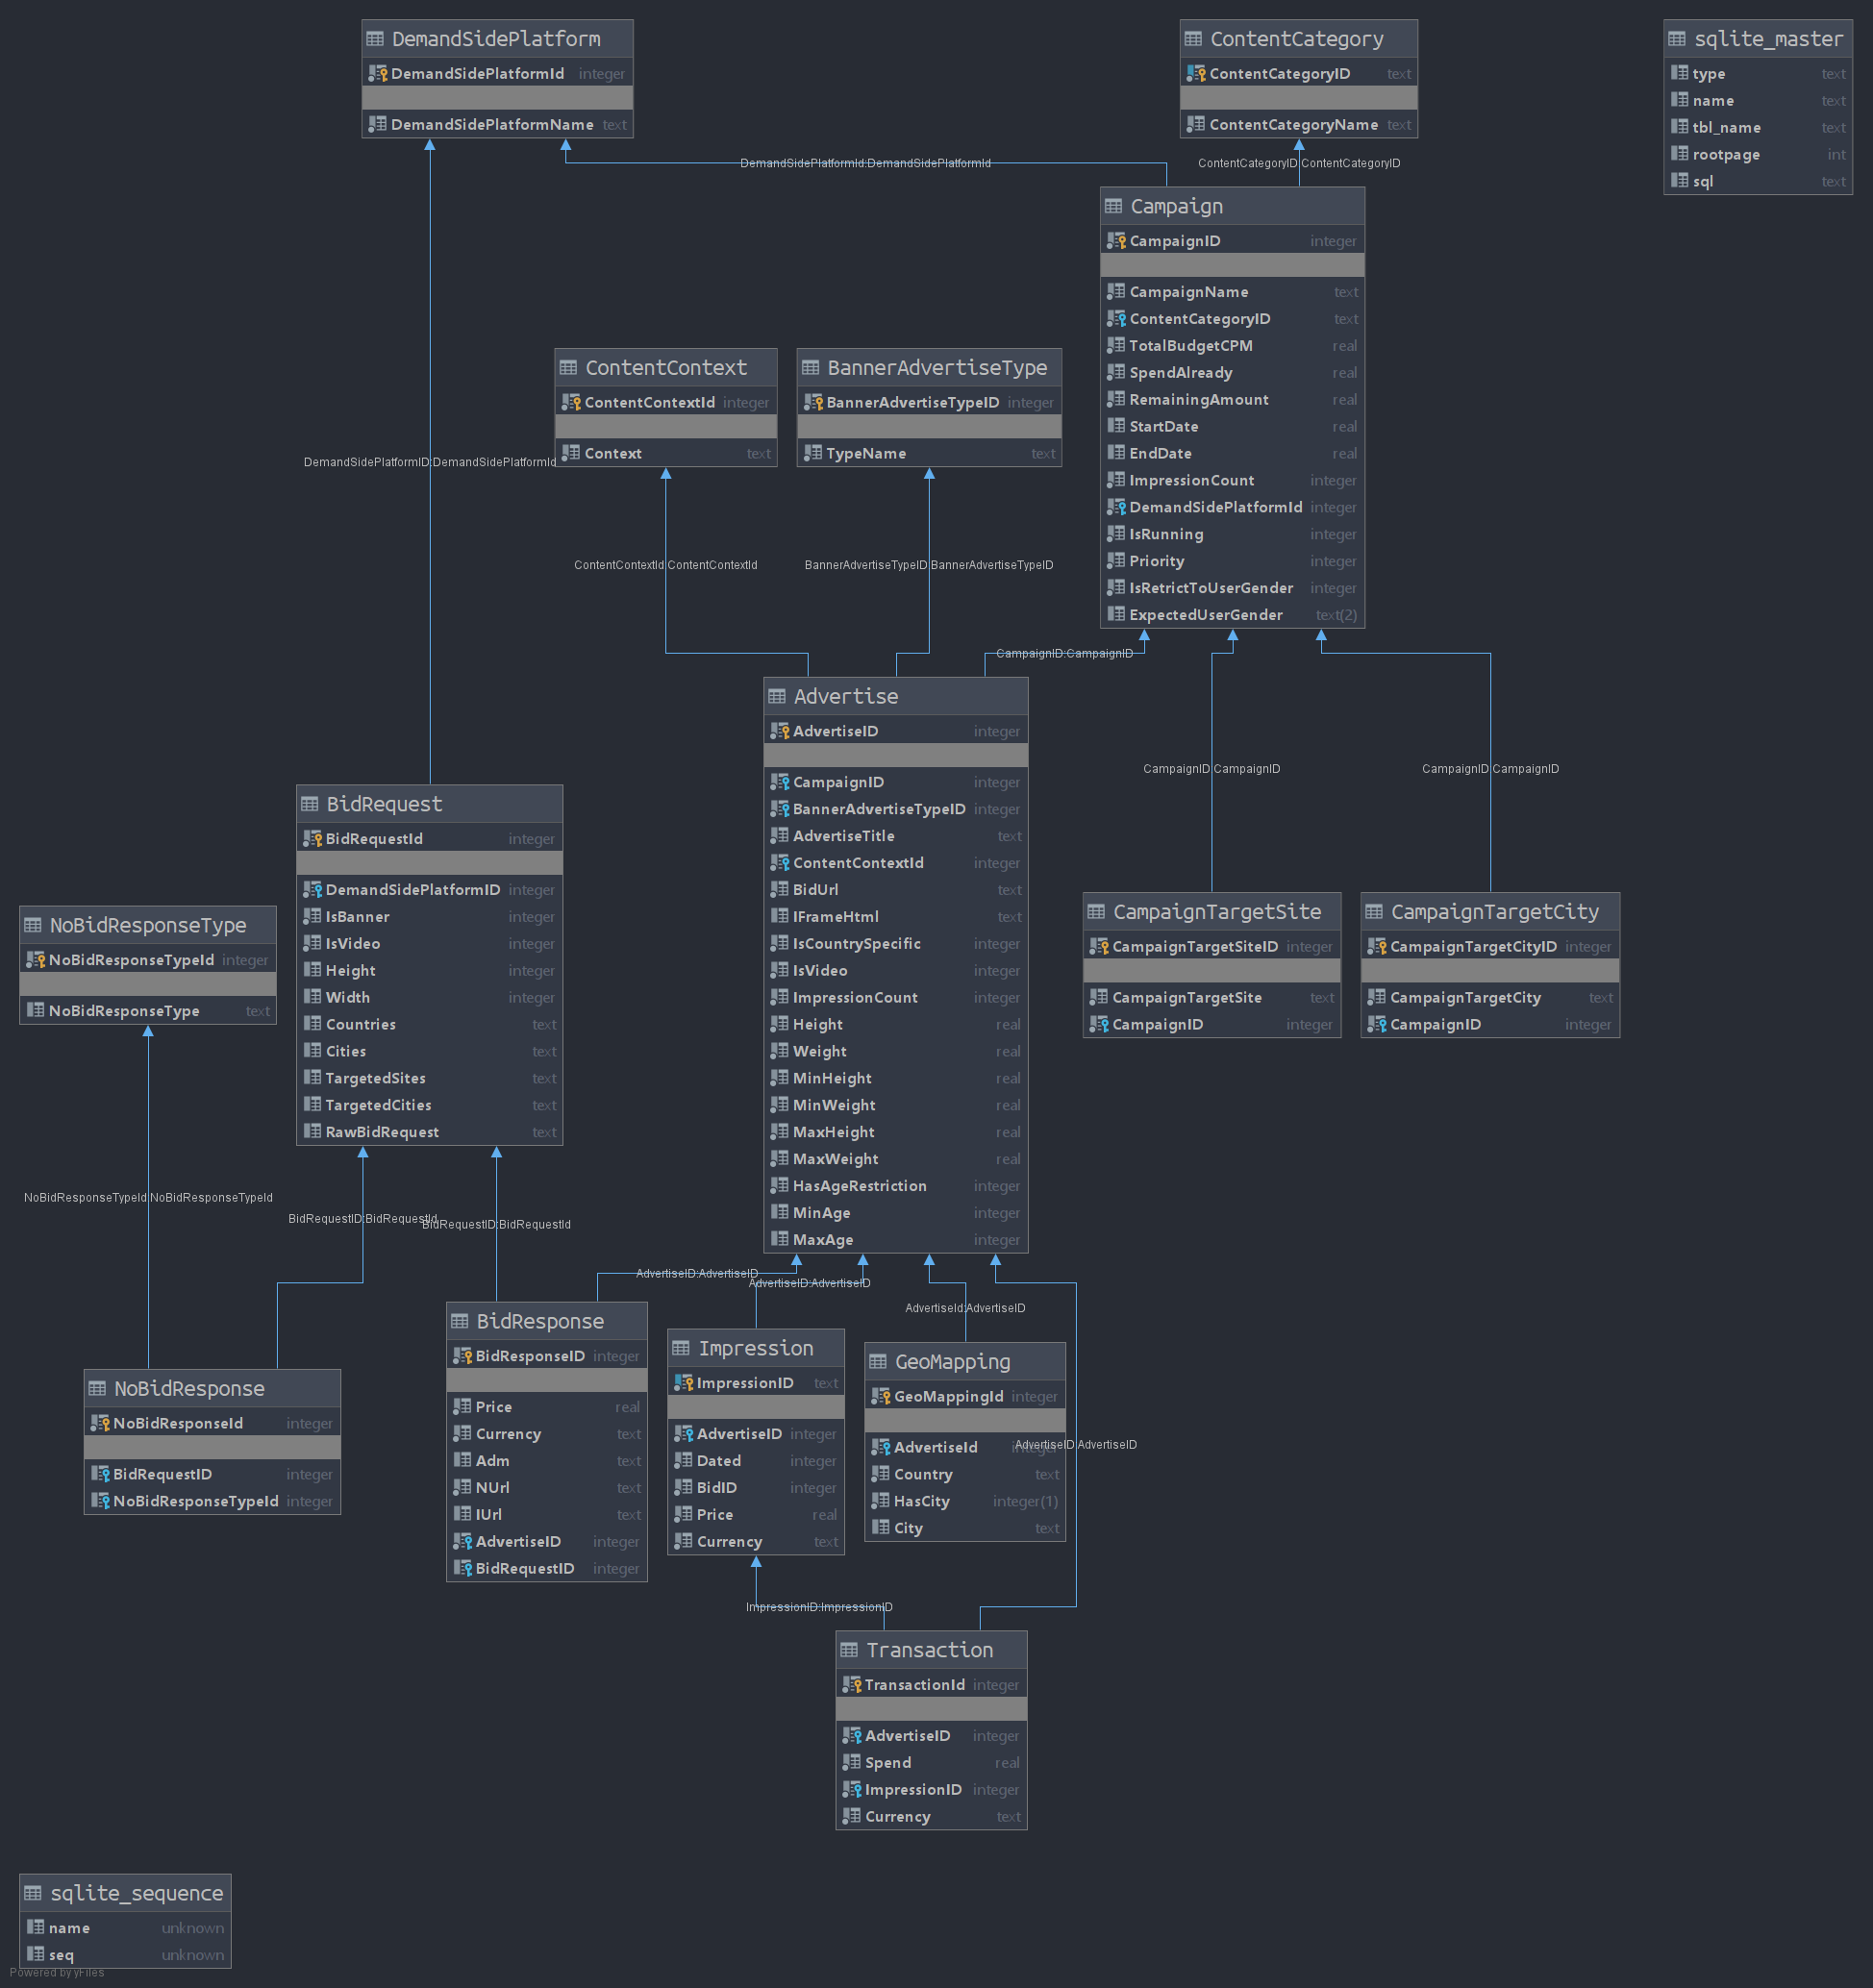 DemandSidePlatform
DemandSidePlatformId integer
DemandSidePlatformName text
ContentCategory
ContentCategoryID text
ContentCategoryName text
sqlite_master
type text
name text
tbl_name text
rootpage int
sql text
DemandSidePlatformId:DemandSidePlatformId
ContentCategoryID:ContentCategoryID
Campaign
CampaignID integer
CampaignName text
ContentCategoryID text
TotalBudgetCPM real
SpendAlready real
RemainingAmount real
StartDate real
EndDate real
ImpressionCount integer
DemandSidePlatformId integer
IsRunning integer
Priority integer
IsRetrictToUserGender integer
ExpectedUserGender text(2)
ContentContext
ContentContextId integer
Context text
BannerAdvertiseType
BannerAdvertiseTypeID integer
TypeName text
DemandSidePlatformID:DemandSidePlatformId
ContentContextId:ContentContextId
BannerAdvertiseTypeID:BannerAdvertiseTypeID
CampaignID:CampaignID
CampaignID:CampaignID
CampaignID:CampaignID
Advertise
AdvertiseID integer
CampaignID integer
BannerAdvertiseTypeID integer
AdvertiseTitle text
ContentContextId integer
BidUrl text
IFrameHtml text
IsCountrySpecific integer
IsVideo integer
ImpressionCount integer
Height real
Weight real
MinHeight real
MinWeight real
MaxHeight real
MaxWeight real
HasAgeRestriction integer
MinAge integer
MaxAge integer
BidRequest
BidRequestId integer
DemandSidePlatformID integer
IsBanner integer
IsVideo integer
Height integer
Width integer
Countries text
Cities text
TargetedSites text
TargetedCities text
RawBidRequest text
NoBidResponseType
NoBidResponseTypeId integer
NoBidResponseType text
CampaignTargetSite
CampaignTargetSiteID integer
CampaignTargetSite text
CampaignID integer
CampaignTargetCity
CampaignTargetCityID integer
CampaignTargetCity text
CampaignID integer
NoBidResponseTypeId:NoBidResponseTypeId
BidRequestID:BidRequestId
BidRequestID:BidRequestId
AdvertiseID:AdvertiseID
AdvertiseID:AdvertiseID
AdvertiseId:AdvertiseID
AdvertiseID:AdvertiseID
NoBidResponse
NoBidResponseId integer
BidRequestID integer
NoBidResponseTypeId integer
BidResponse
BidResponseID integer
Price real
Currency text
Adm text
NUrl text
IUrl text
AdvertiseID integer
BidRequestID integer
Impression
ImpressionID text
AdvertiseID integer
Dated integer
BidID integer
Price real
Currency text
GeoMapping
GeoMappingId integer
AdvertiseId integer
Country text
HasCity integer(1)
City text
ImpressionID:ImpressionID
Transaction
TransactionId integer
AdvertiseID integer
Spend real
ImpressionID integer
Currency text
sqlite_sequence
name unknown
seq unknown
Powered by yFiles